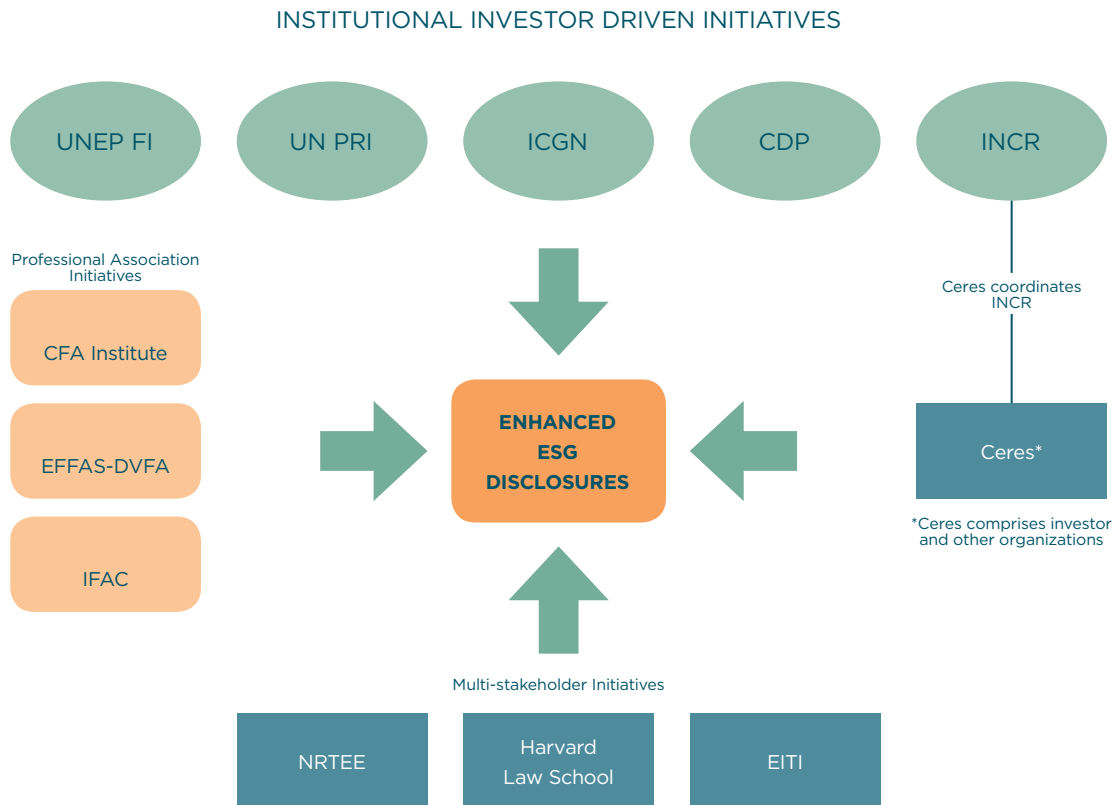 INSTITUTIONAL INVESTOR DRIVEN INITIATIVES
UNEP FI
UN PRI
ICGN
CDP
INCR
Professional Association
Initiatives
CFA Institute
EFFAS-DVFA
IFAC
ENHANCED
ESG
DISCLOSURES
Ceres coordinates
INCR
Ceres*
*Ceres comprises investor
and other organizations
Multi-stakeholder Initiatives
NRTEE
Harvard
Law School
EITI